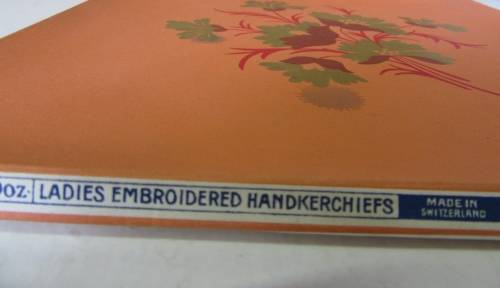 Doz. LADIES EMBROIDERED HANDKERCHIEFS
MADE IN
SWITZERLAND